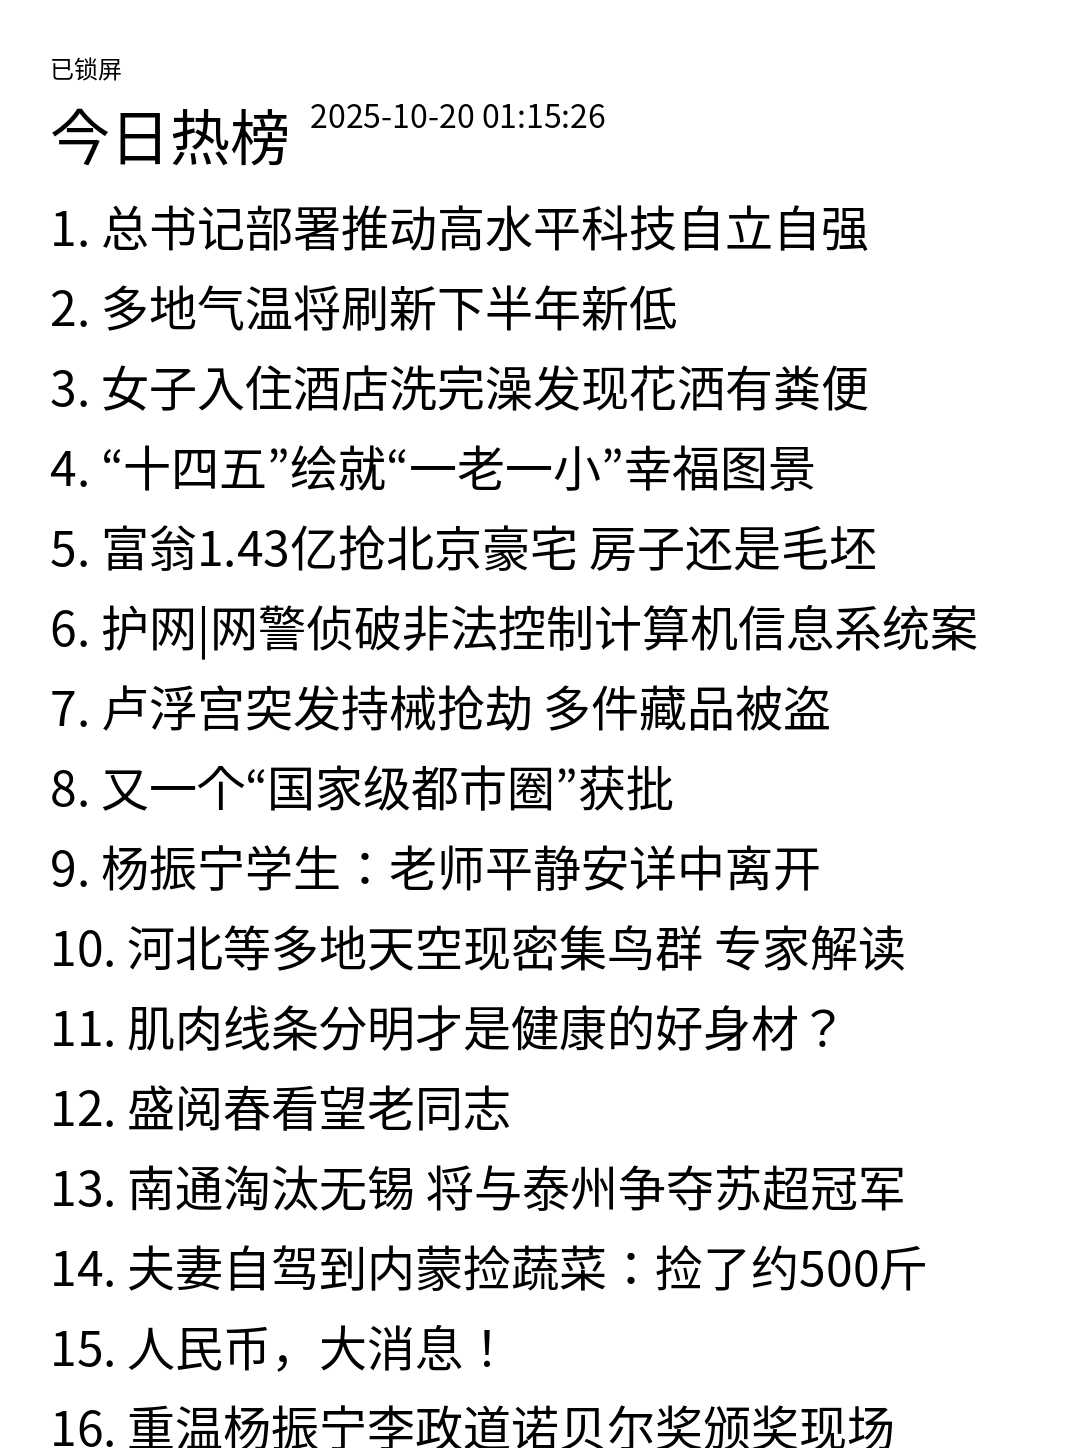 已锁屏
今日热榜 2025-10-20 01:15:26
1. 总书记部署推动高水平科技自立自强
2. 多地气温将刷新下半年新低
3. 女子入住酒店洗完澡发现花洒有粪便
4. “十四五”绘就“一老一小”幸福图景
5. 富翁1.43亿抢北京豪宅 房子还是毛坯
6. 护网|网警侦破非法控制计算机信息系统案
7. 卢浮宫突发持械抢劫 多件藏品被盗
8. 又一个“国家级都市圈”获批
9. 杨振宁学生：老师平静安详中离开
10. 河北等多地天空现密集鸟群 专家解读
11. 肌肉线条分明才是健康的好身材？
12. 盛阅春看望老同志
13. 南通淘汰无锡 将与泰州争夺苏超冠军
14. 夫妻自驾到内蒙捡蔬菜：捡了约500斤
15. 人民币，大消息！
16. 重温杨振宁李政道诺贝尔奖颁奖现场